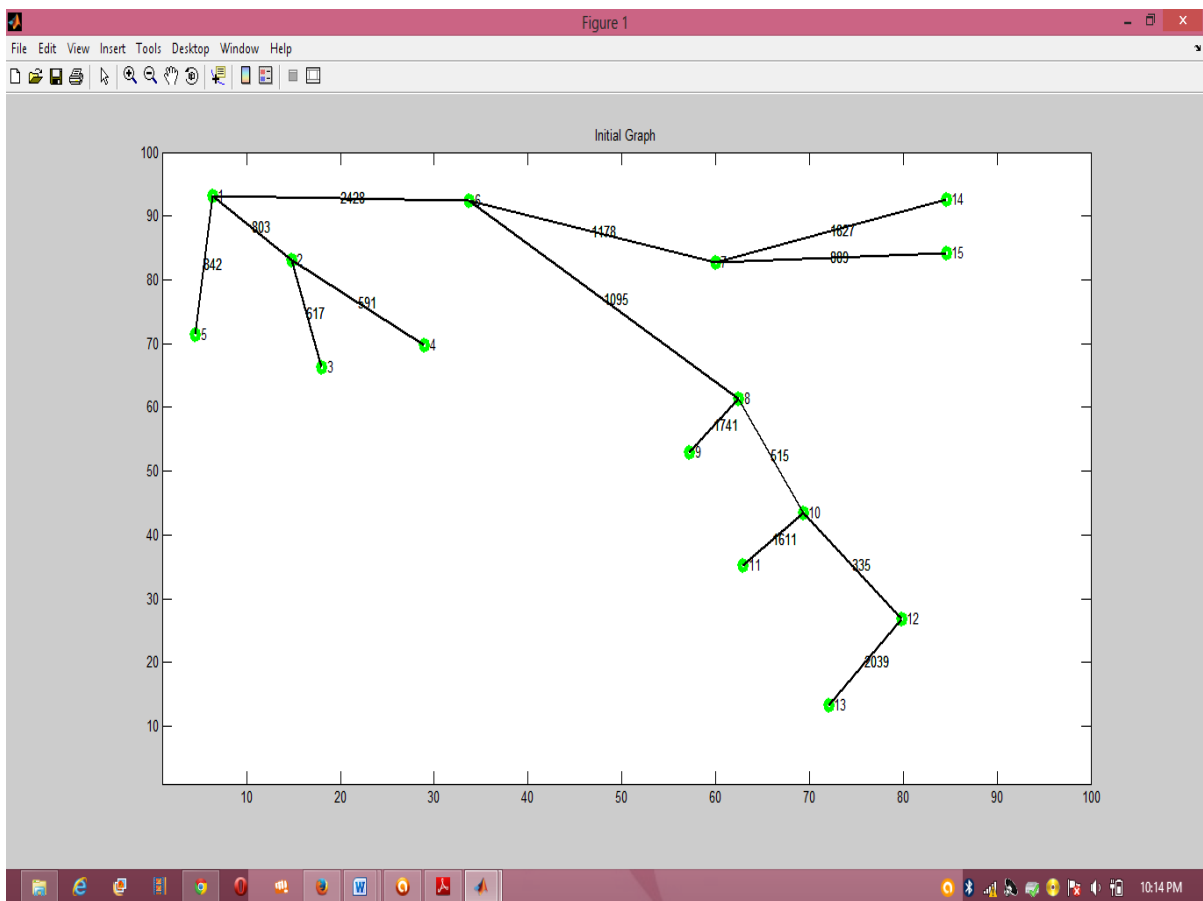 Figure 1
File Edit View Insert Tools Desktop Window Help
Initial Graph
100
90
80
70
60
50
40
30
20
10
10 20 30 40 50 60 70 80 90 100
1 2428 6 14
803 1178 1827
2 7 889 15
842
617 591 1095
5 4
3
8
1741
9 515
10
1611
11 335
12
2039
13
10:14 PM